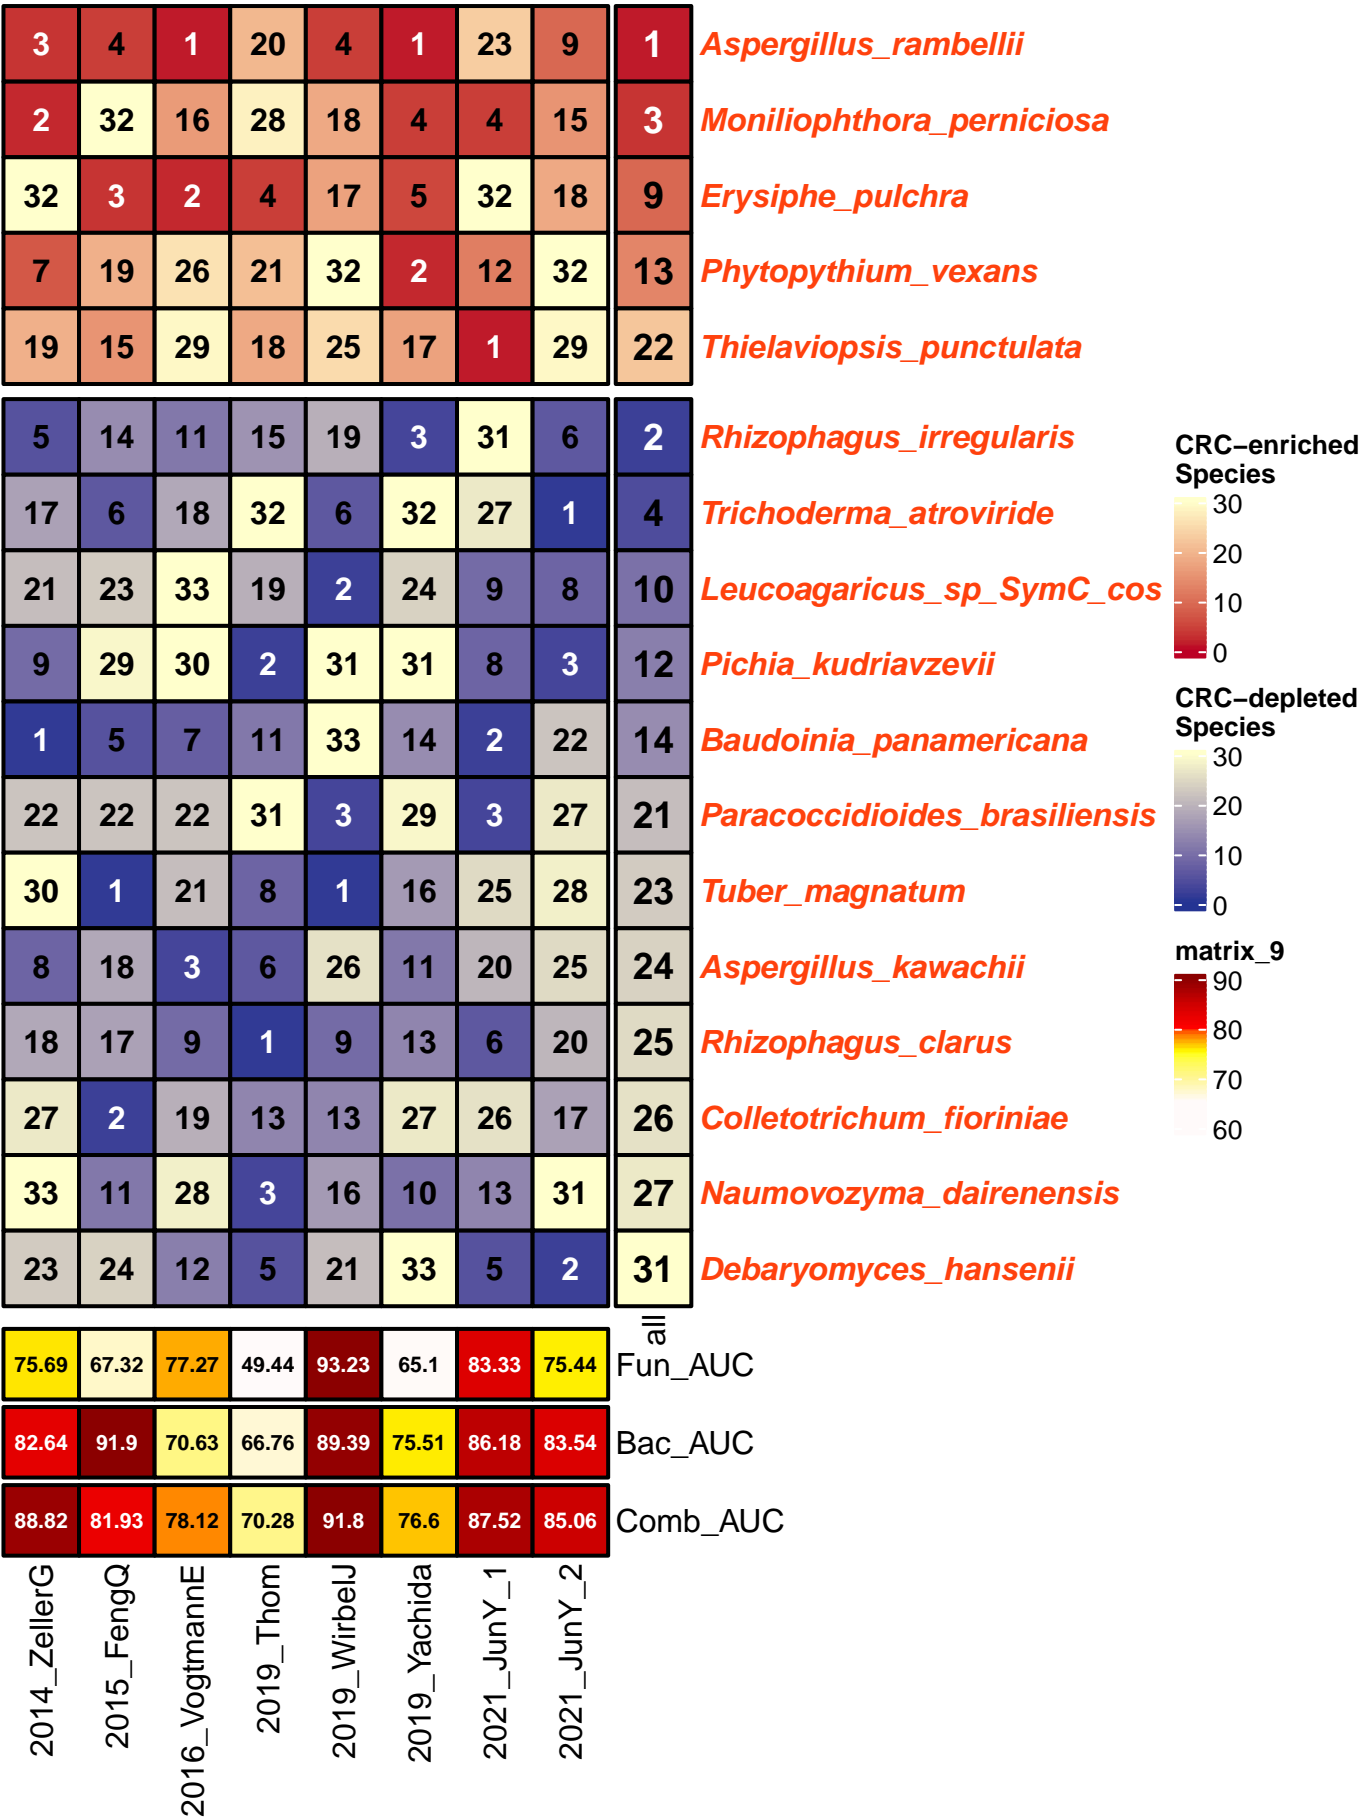 3 4 1 20 4 1 23 9 1 Aspergillus_rambellii
2 32 16 28 18 4 4 15 3 Moniliophthora_perniciosa
32 3 2 4 17 5 32 18 9 Erysiphe_pulchra
7 19 26 21 32 2 12 32 13 Phytopythium_vexans
19 15 29 18 25 17 1 29 22 Thielaviopsis_punctulata
5 14 11 15 19 3 31 6 2 Rhizophagus_irregularis
17 6 18 32 6 32 27 1 4 Trichoderma_atroviride
21 23 33 19 2 24 9 8 10 Leucoagaricus_sp_SymC_cos
9 29 30 2 31 31 8 3 12 Pichia_kudriavzevii
1 5 7 11 33 14 2 22 14 Baudoinia_panamericana
22 22 22 31 3 29 3 27 21 Paracoccidioides_brasiliensis
30 1 21 8 1 16 25 28 23 Tuber_magnatum
8 18 3 6 26 11 20 25 24 Aspergillus_kawachii
18 17 9 1 9 13 6 20 25 Rhizophagus_clarus
27 2 19 13 13 27 26 17 26 Colletotrichum_fioriniae
33 11 28 3 16 10 13 31 27 Naumovozyma_dairenensis
23 24 12 5 21 33 5 2 31 Debaryomyces_hansenii
all
75.69 67.32 77.27 49.44 93.23 65.1 83.33 75.44 Fun_AUC
82.64 91.9 70.63 66.76 89.39 75.51 86.18 83.54 Bac_AUC
88.82 81.93 78.12 70.28 91.8 76.6 87.52 85.06 Comb_AUC
2014_ZellerG
2015_FengQ
2016_VogtmannE
2019_Thom
2019_WirbelJ
2019_Yachida
2021_JunY_1
2021_JunY_2
CRC−enriched
Species
30
20
10
0
CRC−depleted
Species
30
20
10
0
matrix_9
90
80
70
60